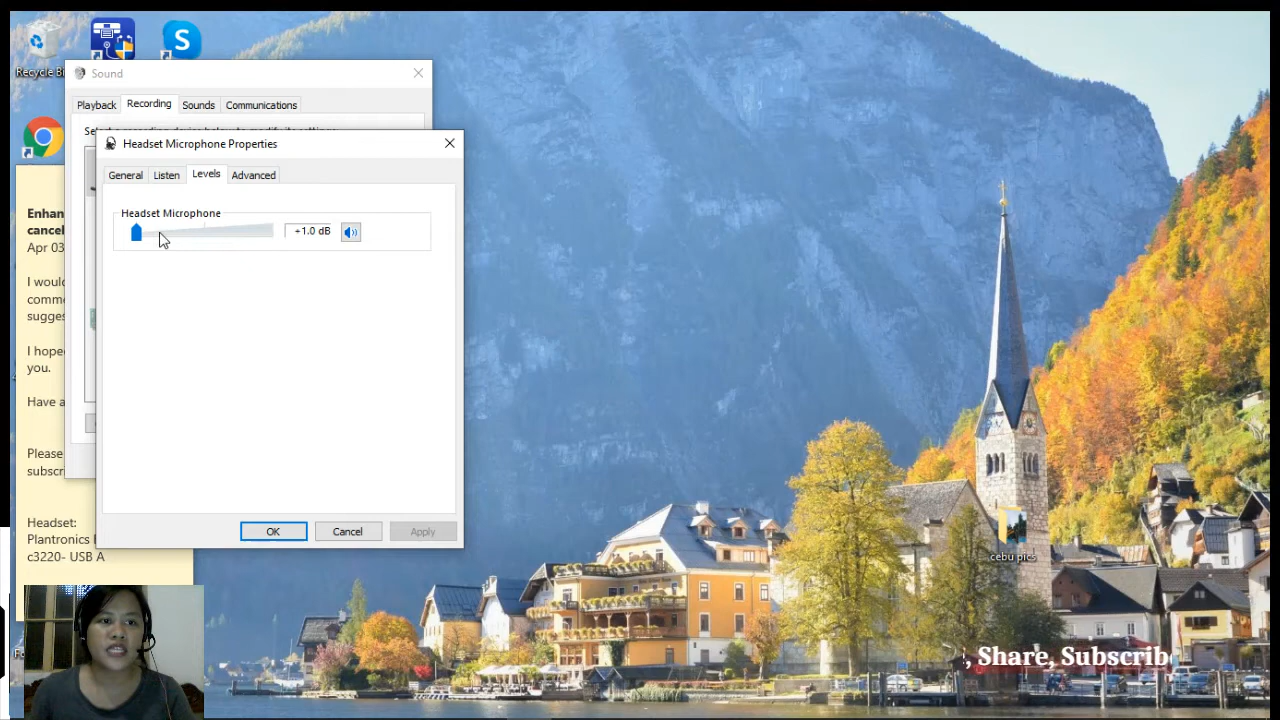 Recycle Bi
Sound
Playback
Recording
Sounds
Communications
Headset Microphone Properties
General
Listen
Levels
Advanced
Headset Microphone
+1.0 dB
OK
Cancel
Apply
Enhan
cancel
Apr 03
I would
comme
sugges
I hope
you.
Have a
Please
subscri
Headset:
Plantronics
c3220- USB A
cebu pics
, Share, Subscrib